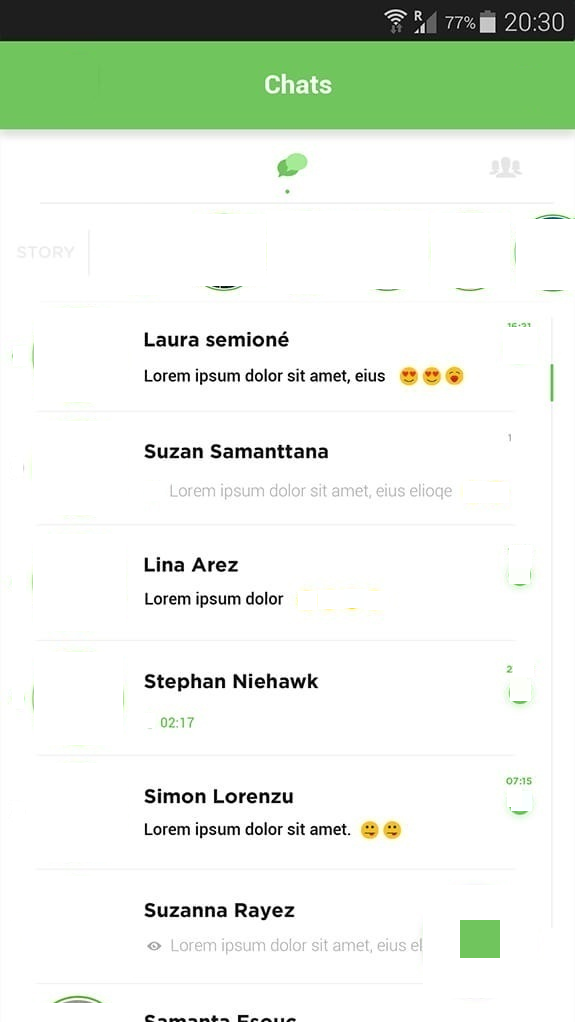 R
77% 20:30
Chats
STORY
Laura semioné
16:21
Lorem ipsum dolor sit amet, eius
Suzan Samanttana
1
Lorem ipsum dolor sit amet, eius elioqe
Lina Arez
Lorem ipsum dolor
Stephan Niehawk
2
02:17
Simon Lorenzu
07:15
Lorem ipsum dolor sit amet.
Suzanna Rayez
Lorem ipsum dolor sit amet, eius el
Samanta